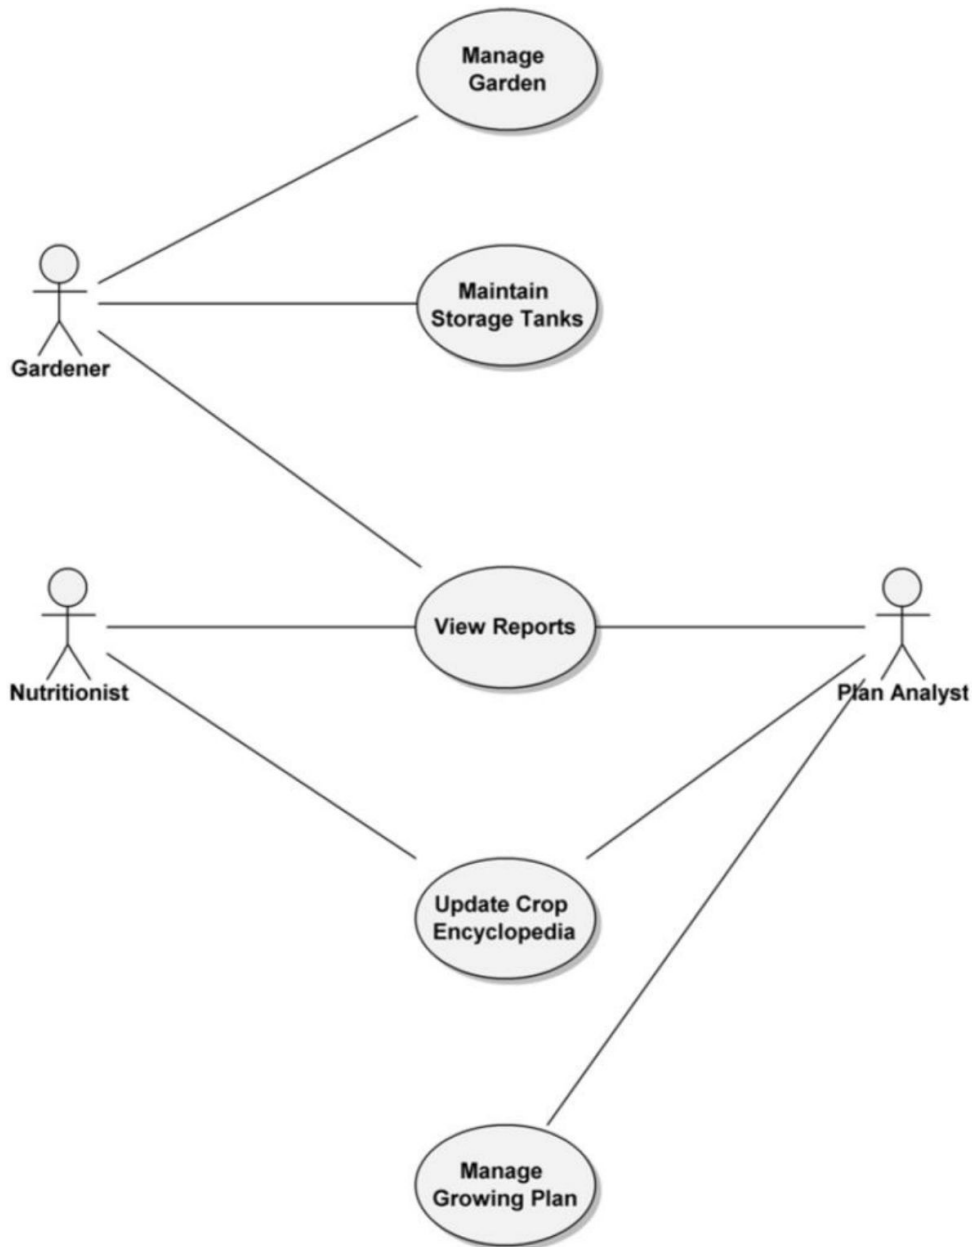 Manage
Garden
Maintain
Storage Tanks
Gardener
View Reports
Nutritionist
Plan Analyst
Update Crop
Encyclopedia
Manage
Growing Plan